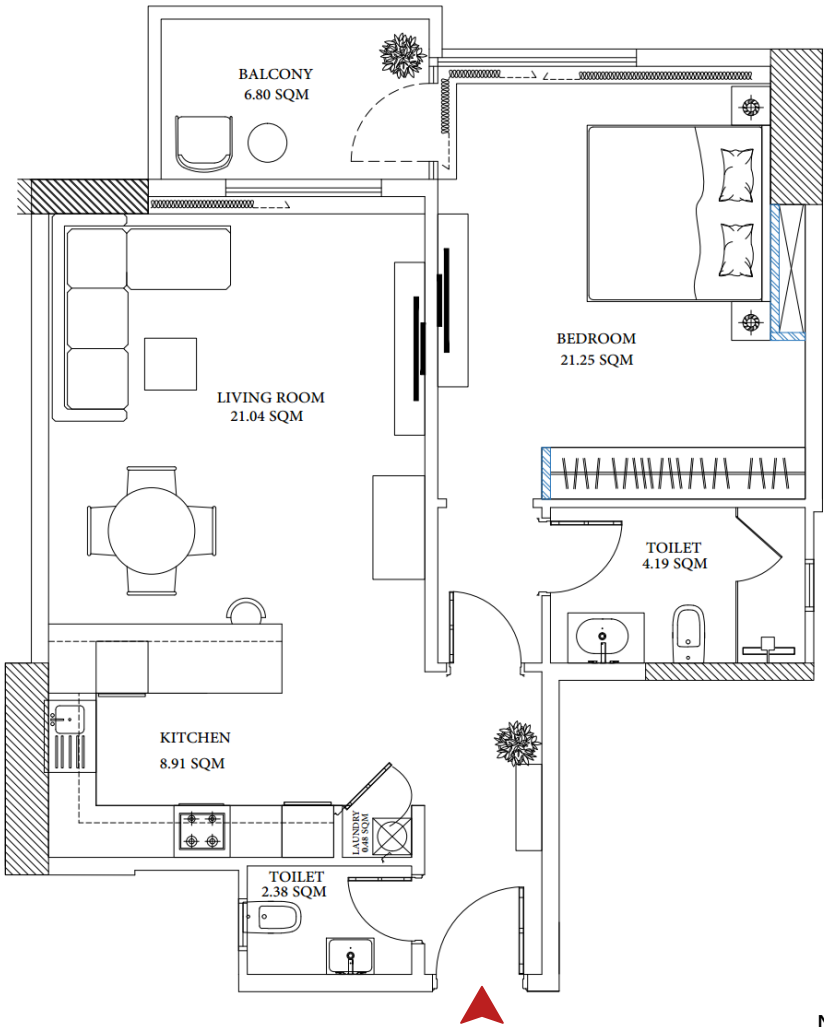 BALCONY
6.80 SQM
BEDROOM
21.25 SQM
LIVING ROOM
21.04 SQM
TOILET
4.19 SQM
KITCHEN
8.91 SQM
LAUNDRY
0.48 SQM
TOILET
2.38 SQM
N